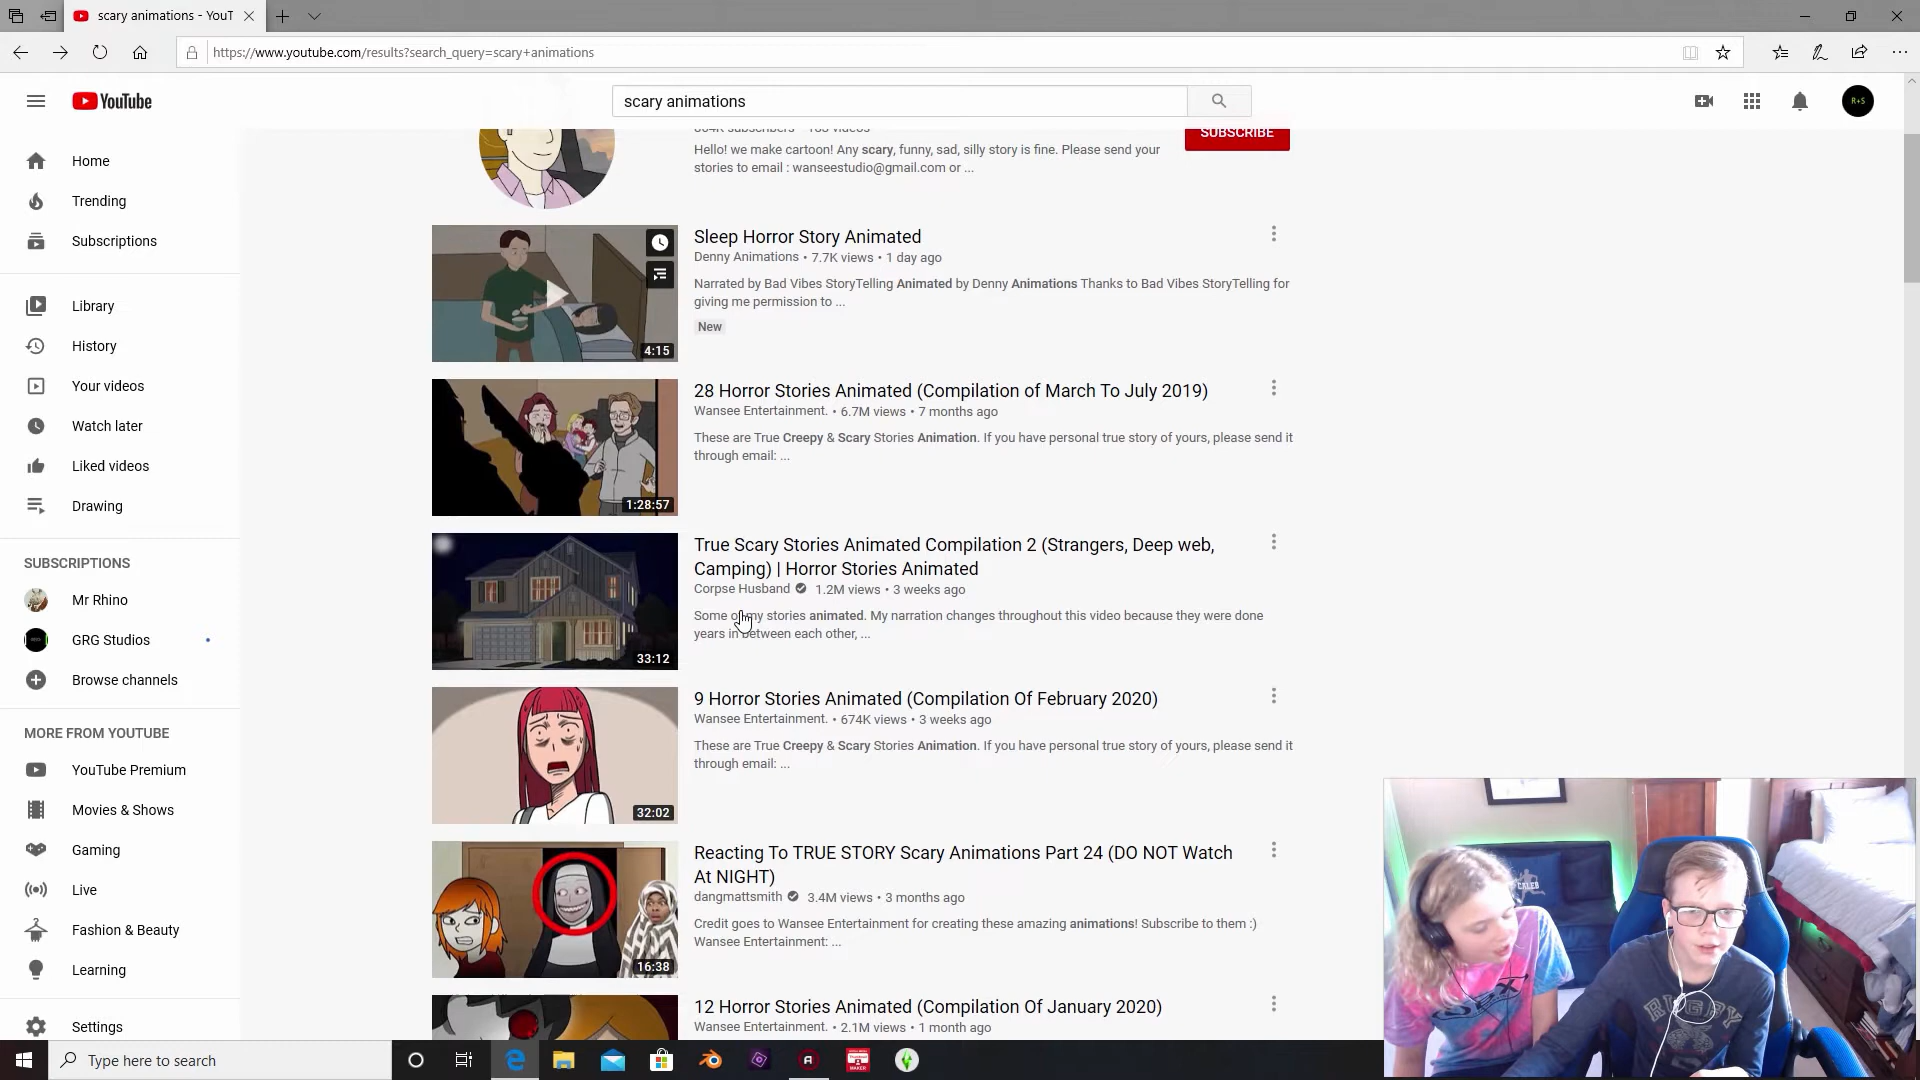 scary animations - YouT
https://www.youtube.com/results?search_query=scary+animations
YouTube
scary animations
R+S
Home
Trending
Subscriptions
Library
History
Your videos
Watch later
Liked videos
Drawing
SUBSCRIPTIONS
Mr Rhino
GRG Studios
Browse channels
MORE FROM YOUTUBE
YouTube Premium
Movies & Shows
Gaming
Live
Fashion & Beauty
Learning
Settings
SUBSCRIBE
Hello! we make cartoon! Any scary, funny, sad, silly story is fine. Please send your
stories to email : wanseestudio@gmail.com or ...
4:15
Sleep Horror Story Animated
Denny Animations • 7.7K views • 1 day ago
Narrated by Bad Vibes StoryTelling Animated by Denny Animations Thanks to Bad Vibes StoryTelling for
giving me permission to ...
New
1:28:57
28 Horror Stories Animated (Compilation of March To July 2019)
Wansee Entertainment. • 6.7M views • 7 months ago
These are True Creepy & Scary Stories Animation. If you have personal true story of yours, please send it
through email: ...
33:12
True Scary Stories Animated Compilation 2 (Strangers, Deep web,
Camping) | Horror Stories Animated
Corpse Husband 1.2M views • 3 weeks ago
Some of my stories animated. My narration changes throughout this video because they were done
years in between each other, ...
32:02
9 Horror Stories Animated (Compilation Of February 2020)
Wansee Entertainment. • 674K views • 3 weeks ago
These are True Creepy & Scary Stories Animation. If you have personal true story of yours, please send it
through email: ...
16:38
Reacting To TRUE STORY Scary Animations Part 24 (DO NOT Watch
At NIGHT)
dangmattsmith 3.4M views • 3 months ago
Credit goes to Wansee Entertainment for creating these amazing animations! Subscribe to them :)
Wansee Entertainment: ...
12 Horror Stories Animated (Compilation Of January 2020)
Wansee Entertainment. • 2.1M views • 1 month ago
CALEB
RUGBY
Type here to search